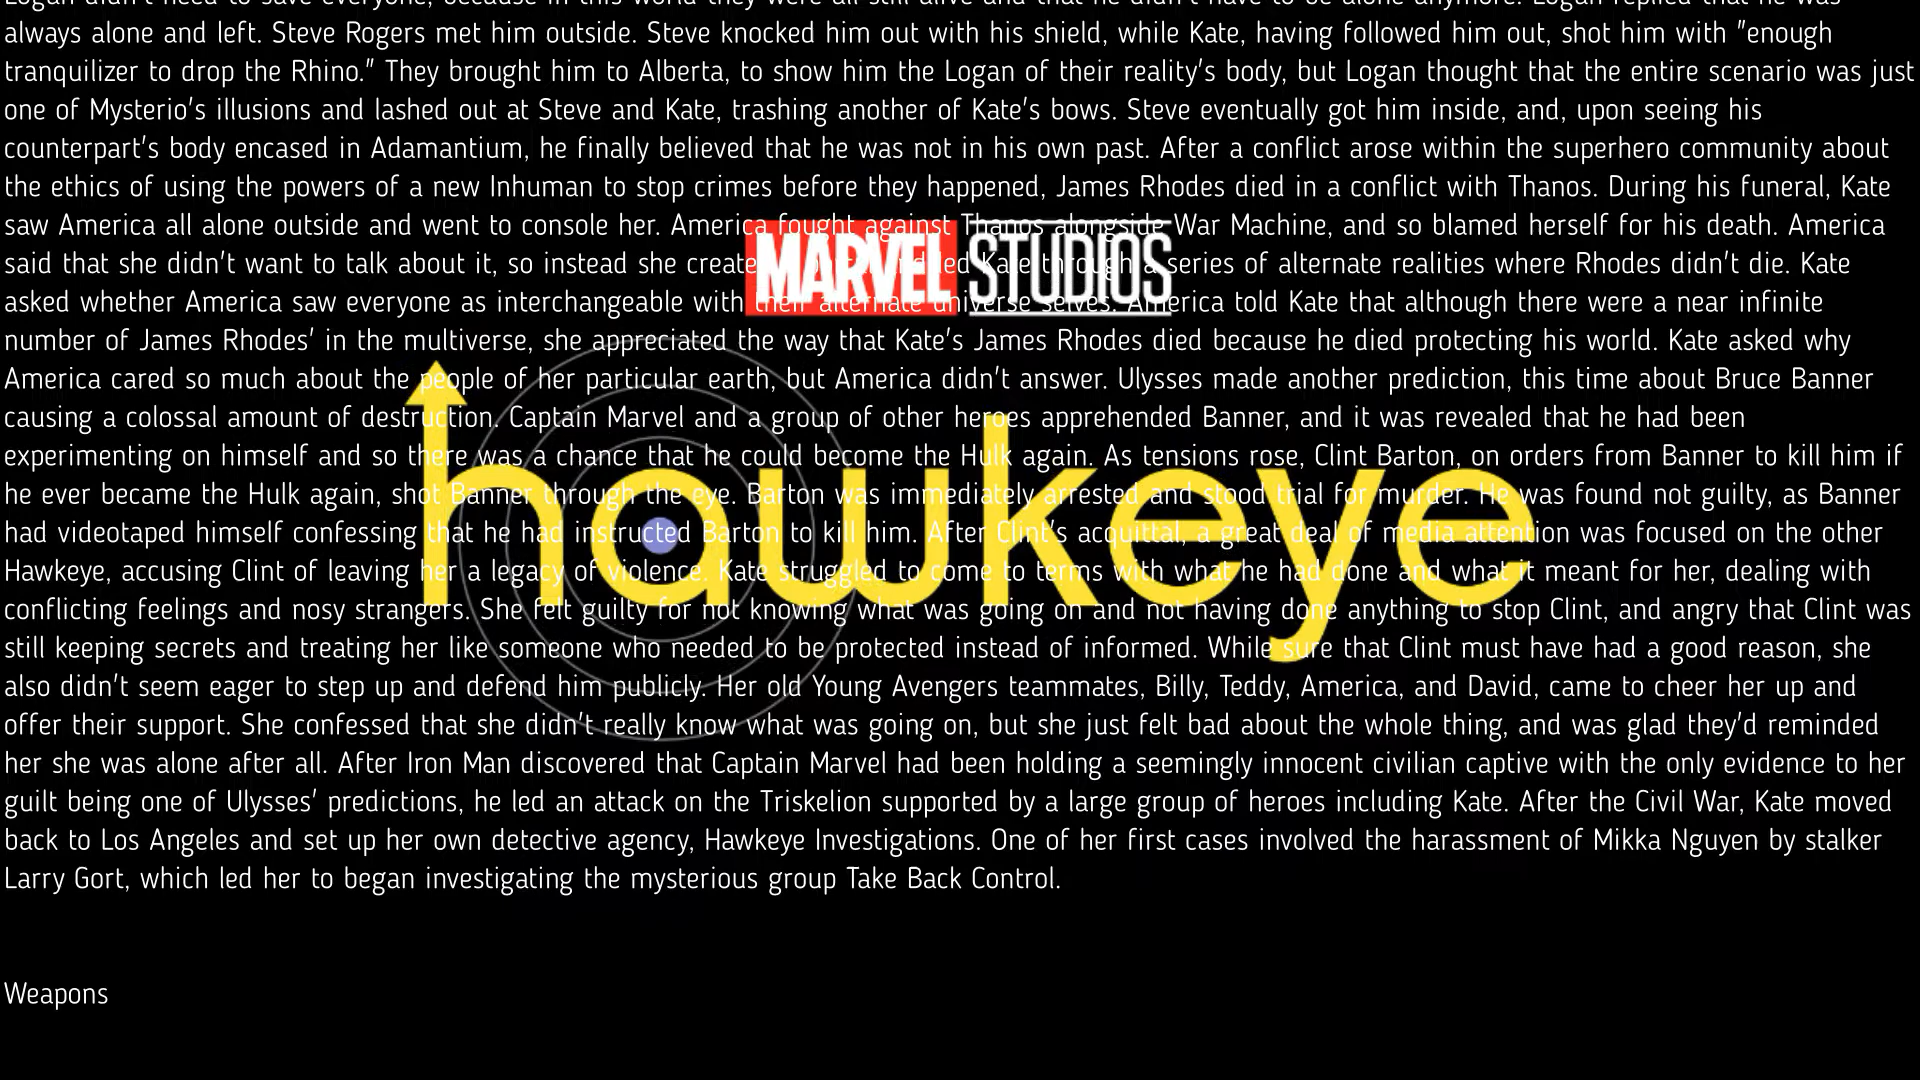 Logan didn't need to save everyone, because in this world they were all still alive and that he didn't have to be alone anymore. Logan replied that he was
always alone and left. Steve Rogers met him outside. Steve knocked him out with his shield, while Kate, having followed him out, shot him with "enough
tranquilizer to drop the Rhino." They brought him to Alberta, to show him the Logan of their reality's body, but Logan thought that the entire scenario was just
one of Mysterio's illusions and lashed out at Steve and Kate, trashing another of Kate's bows. Steve eventually got him inside, and, upon seeing his
counterpart's body encased in Adamantium, he finally believed that he was not in his own past. After a conflict arose within the superhero community about
the ethics of using the powers of a new Inhuman to stop crimes before they happened, James Rhodes died in a conflict with Thanos. During his funeral, Kate
saw America all alone outside and went to console her. America fought against Thanos alongside War Machine, and so blamed herself for his death. America
said that she didn't want to talk about it, so instead she create led Kate through a series of alternate realities where Rhodes didn't die. Kate
asked whether America saw everyone as interchangeable with their alternate universe selves. America told Kate that although there were a near infinite
number of James Rhodes' in the multiverse, she appreciated the way that Kate's James Rhodes died because he died protecting his world. Kate asked why
America cared so much about the people of her particular earth, but America didn't answer. Ulysses made another prediction, this time about Bruce Banner
causing a colossal amount of destruction. Captain Marvel and a group of other heroes apprehended Banner, and it was revealed that he had been
experimenting on himself and so there was a chance that he could become the Hulk again. As tensions rose, Clint Barton, on orders from Banner to kill him if
he ever became the Hulk again, shot Banner through the eye. Barton was immediately arrested and stood trial for murder. He was found not guilty, as Banner
had videotaped himself confessing that he had instructed Barton to kill him. After Clint's acquittal, a great deal of media attention was focused on the other
Hawkeye, accusing Clint of leaving her a legacy of violence. Kate struggled to come to terms with what he had done and what it meant for her, dealing with
conflicting feelings and nosy strangers. She felt guilty for not knowing what was going on and not having done anything to stop Clint, and angry that Clint was
still keeping secrets and treating her like someone who needed to be protected instead of informed. While sure that Clint must have had a good reason, she
also didn't seem eager to step up and defend him publicly. Her old Young Avengers teammates, Billy, Teddy, America, and David, came to cheer her up and
offer their support. She confessed that she didn't really know what was going on, but she just felt bad about the whole thing, and was glad they'd reminded
her she was alone after all. After Iron Man discovered that Captain Marvel had been holding a seemingly innocent civilian captive with the only evidence to her
guilt being one of Ulysses' predictions, he led an attack on the Triskelion supported by a large group of heroes including Kate. After the Civil War, Kate moved
back to Los Angeles and set up her own detective agency, Hawkeye Investigations. One of her first cases involved the harassment of Mikka Nguyen by stalker
Larry Gort, which led her to began investigating the mysterious group Take Back Control.
Weapons
MARVEL STUDIOS
hawkeye